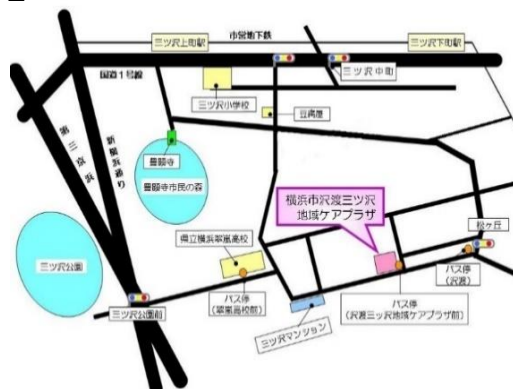 三ツ沢上町駅
市営地下鉄
三ツ沢下町駅
国道1号線
三ツ沢中町
三ツ沢小学校
豆腐屋
第三京浜
新横浜通り
豊顕寺
豊顕寺市民の森
横浜市沢渡三ツ沢
地域ケアプラザ
松ヶ丘
三ツ沢公園
県立横浜翠嵐高校
バス停
(沢渡)
バス停
(翠嵐高校前)
バス停
(沢渡三ツ沢地域ケアプラザ前)
三ツ沢公園前
三ツ沢マンション